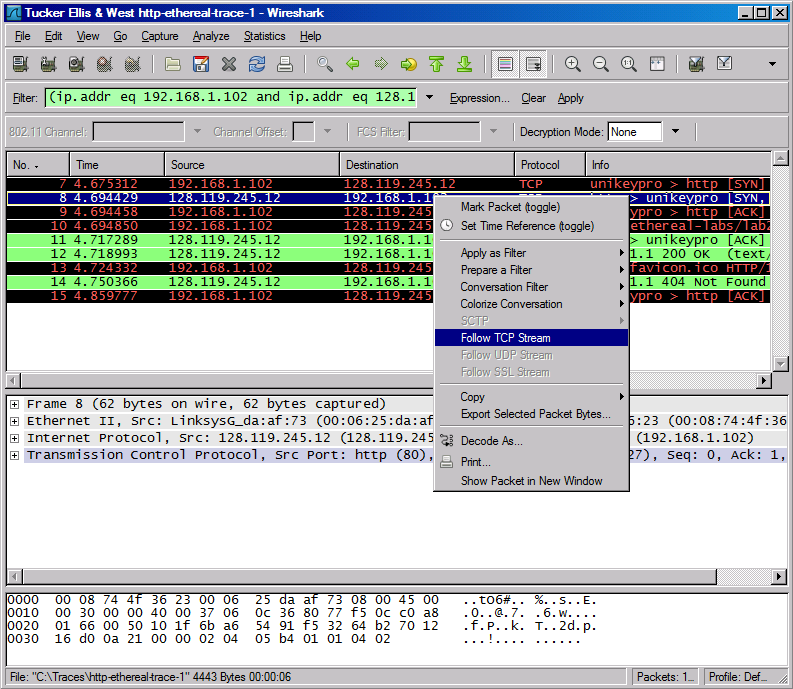 Tucker Ellis & West http-ethereal-trace-1 - Wireshark
File Edit View Go Capture Analyze Statistics Help
Filter: (ip.addr eq 192.168.1.102 and ip.addr eq 128.1 Expression... Clear Apply
802.11 Channel: Channel Offset: FCS Filter: Decryption Mode: None
No. Time Source Destination Protocol Info
7 4.675312 192.168.1.102 128.119.245.12 TCP unikeypro > http [SYN]
8 4.694429 128.119.245.12 192.168.1.102 > unikeypro [SYN,
9 4.694458 192.168.1.102 128.119.245 ypro > http [ACK]
10 4.694850 192.168.1.102 128.119.245 ethereal-labs/lab2
11 4.717289 128.119.245.12 192.168.1.10 > unikeypro [ACK]
12 4.718993 128.119.245.12 192.168.1.10 1.1 200 OK (text/
13 4.724332 192.168.1.102 128.119.245 favicon.ico HTTP/1
14 4.750366 128.119.245.12 192.168.1.10 1.1 404 Not Found
15 4.859777 192.168.1.102 128.119.245 ypro > http [ACK]
Mark Packet (toggle)
Set Time Reference (toggle)
Apply as Filter
Prepare a Filter
Conversation Filter
Colorize Conversation
SCTP
Follow TCP Stream
Follow UDP Stream
Follow SSL Stream
Copy
Export Selected Packet Bytes...
Decode As...
Print...
Show Packet in New Window
Frame 8 (62 bytes on wire, 62 bytes captured)
Ethernet II, Src: LinksysG_da:af:73 (00:06:25:da:af 6:23 (00:08:74:4f:36
Internet Protocol, Src: 128.119.245.12 (128.119.245 (192.168.1.102)
Transmission Control Protocol, Src Port: http (80), 27), Seq: 0, Ack: 1,
0000 00 08 74 4f 36 23 00 06 25 da af 73 08 00 45 00 ..tO6#.. %..s..E.
0010 00 30 00 00 40 00 37 06 0c 36 80 77 f5 0c c0 a8 .0..@.7. .6.w....
0020 01 66 00 50 10 1f 6b a6 54 91 f5 32 64 b2 70 12 .f.P..k. T..2d.p.
0030 16 d0 0a 21 00 00 02 04 05 b4 01 01 04 02 ...!.... ......
File: "C:\Traces\http-ethereal-trace-1" 4443 Bytes 00:00:06 Packets: 1... Profile: Def...